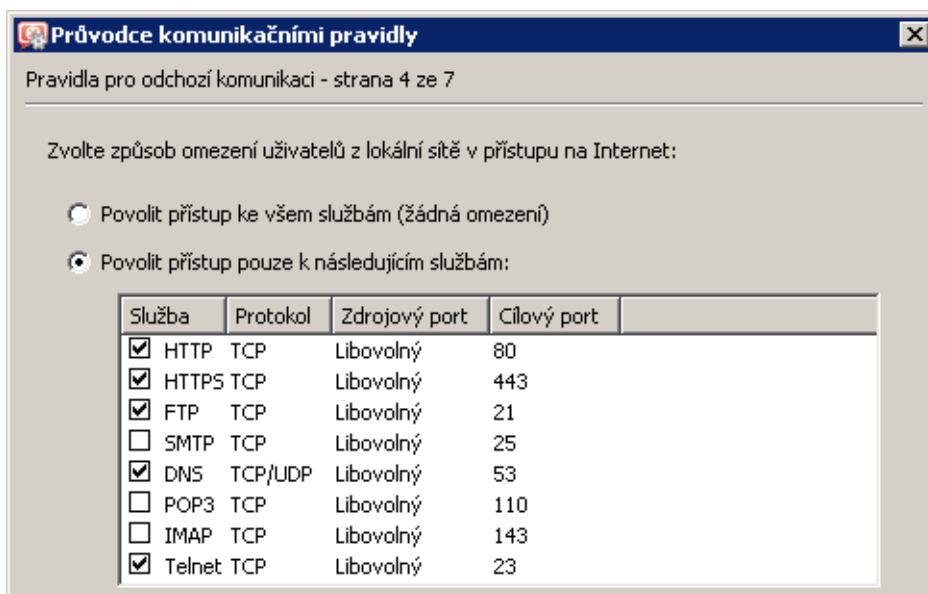 Průvodce komunikačními pravidly
Pravidla pro odchozí komunikaci - strana 4 ze 7
Zvolte způsob omezení uživatelů z lokální sítě v přístupu na Internet:
Povolit přístup ke všem službám (žádná omezení)
Povolit přístup pouze k následujícím službám:
Služba Protokol Zdrojový port Cílový port
HTTP TCP Libovolný 80
HTTPS TCP Libovolný 443
FTP TCP Libovolný 21
SMTP TCP Libovolný 25
DNS TCP/UDP Libovolný 53
POP3 TCP Libovolný 110
IMAP TCP Libovolný 143
Telnet TCP Libovolný 23